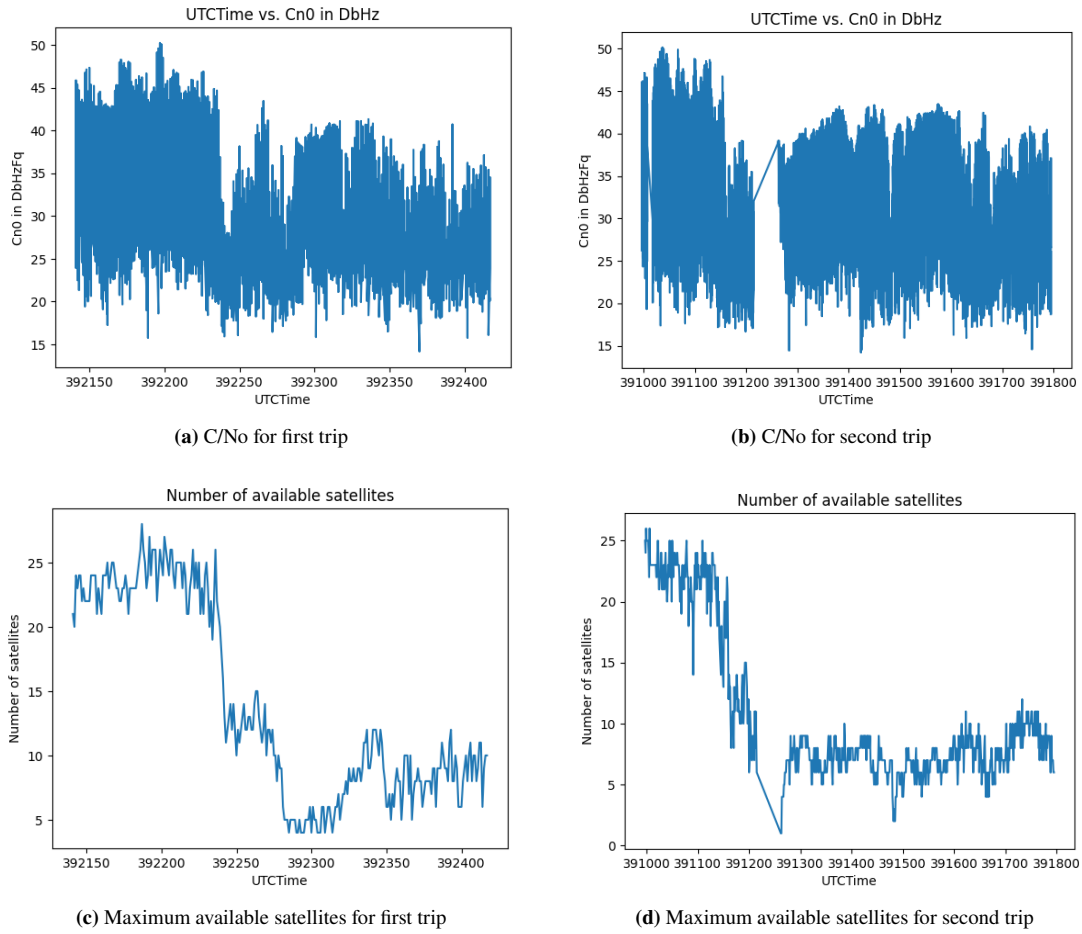 UTCTime vs. Cn0 in DbHz
Cn0 in DbHzFq
50
45
40
35
30
25
20
15
392150 392200 392250 392300 392350 392400
UTCTime
(a) C/No for first trip
UTCTime vs. Cn0 in DbHz
Cn0 in DbHzFq
50
45
40
35
30
25
20
15
391000 391100 391200 391300 391400 391500 391600 391700 391800
UTCTime
(b) C/No for second trip
Number of available satellites
Number of satellites
25
20
15
10
5
392150 392200 392250 392300 392350 392400
UTCTime
(c) Maximum available satellites for first trip
Number of available satellites
Number of satellites
25
20
15
10
5
0
391000 391100 391200 391300 391400 391500 391600 391700 391800
UTCTime
(d) Maximum available satellites for second trip